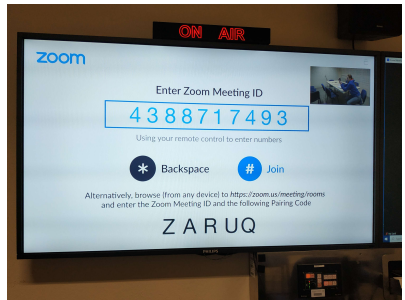 ON AIR
zoom
Enter Zoom Meeting ID
4388717493
Using your remote control to enter numbers
* Backspace
# Join
Alternatively, browse (from any device) to https://zoom.us/meeting/rooms
and enter the Zoom Meeting ID and the following Pairing Code
ZARUQ
PHILIPS